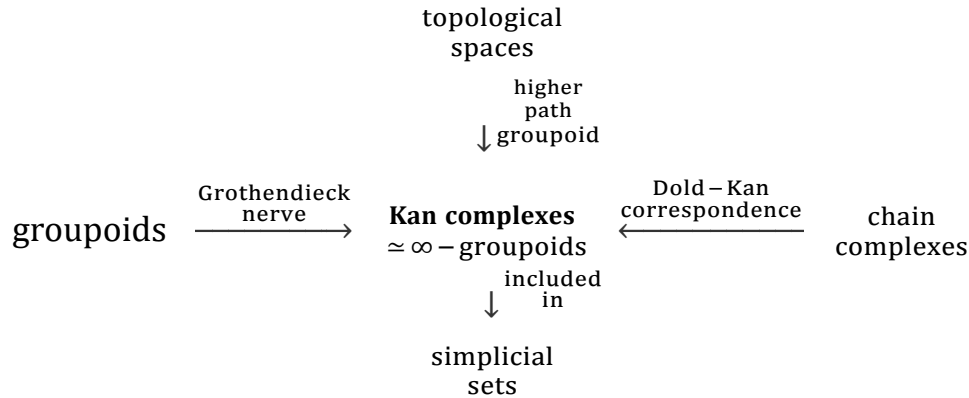 topological
spaces
higher
path
groupoid
Grothendieck
nerve
Dold-Kan
correspondence
groupoids
Kan complexes
≃ ∞-groupoids
chain
complexes
included
in
simplicial
sets